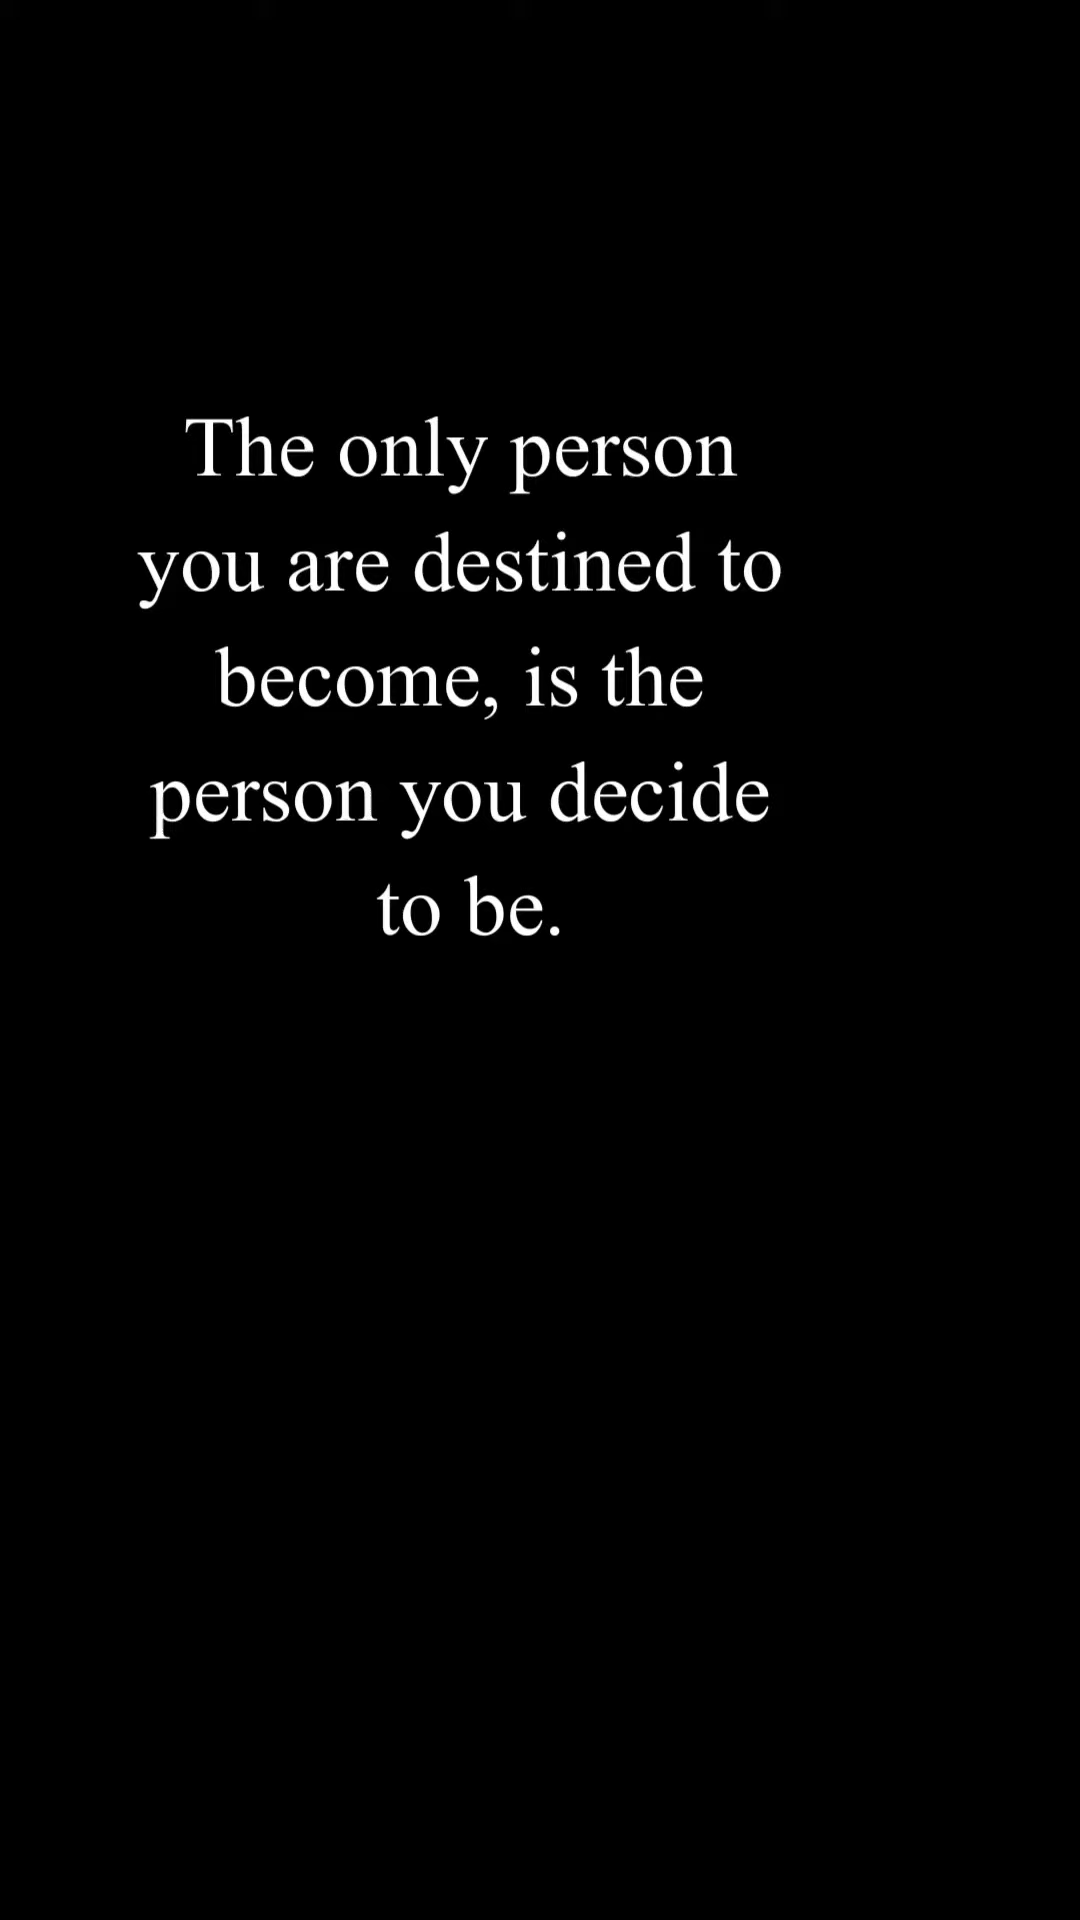 The only person
you are destined to
become, is the
person you decide
to be.